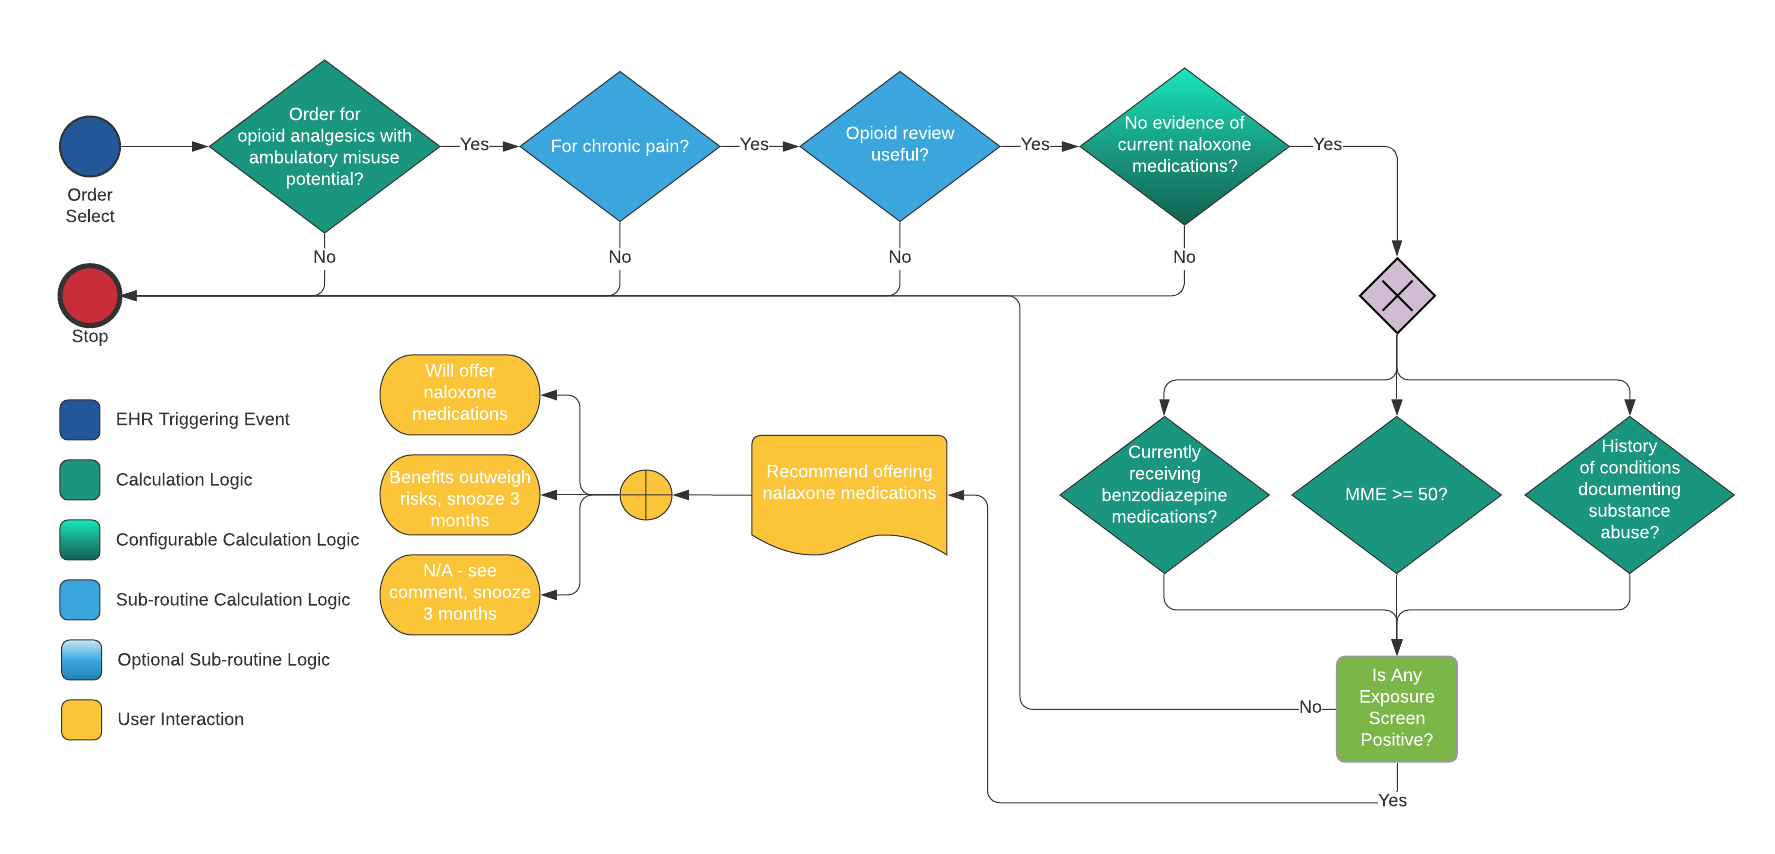 Order for
opioid analgesics with
ambulatory misuse
potential?
Yes
For chronic pain?
Yes
Opioid review
useful?
Yes
No evidence of
current naloxone
medications?
Yes
Order
Select
No
No
No
No
Stop
Will offer
naloxone
medications
Benefits outweigh
risks, snooze 3
months
N/A - see
comment, snooze
3 months
Recommend offering
nalaxone medications
Currently
receiving
benzodiazepine
medications?
MME >= 50?
History
of conditions
documenting
substance
abuse?
Is Any
Exposure
Screen
Positive?
No
Yes
EHR Triggering Event
Calculation Logic
Configurable Calculation Logic
Sub-routine Calculation Logic
Optional Sub-routine Logic
User Interaction